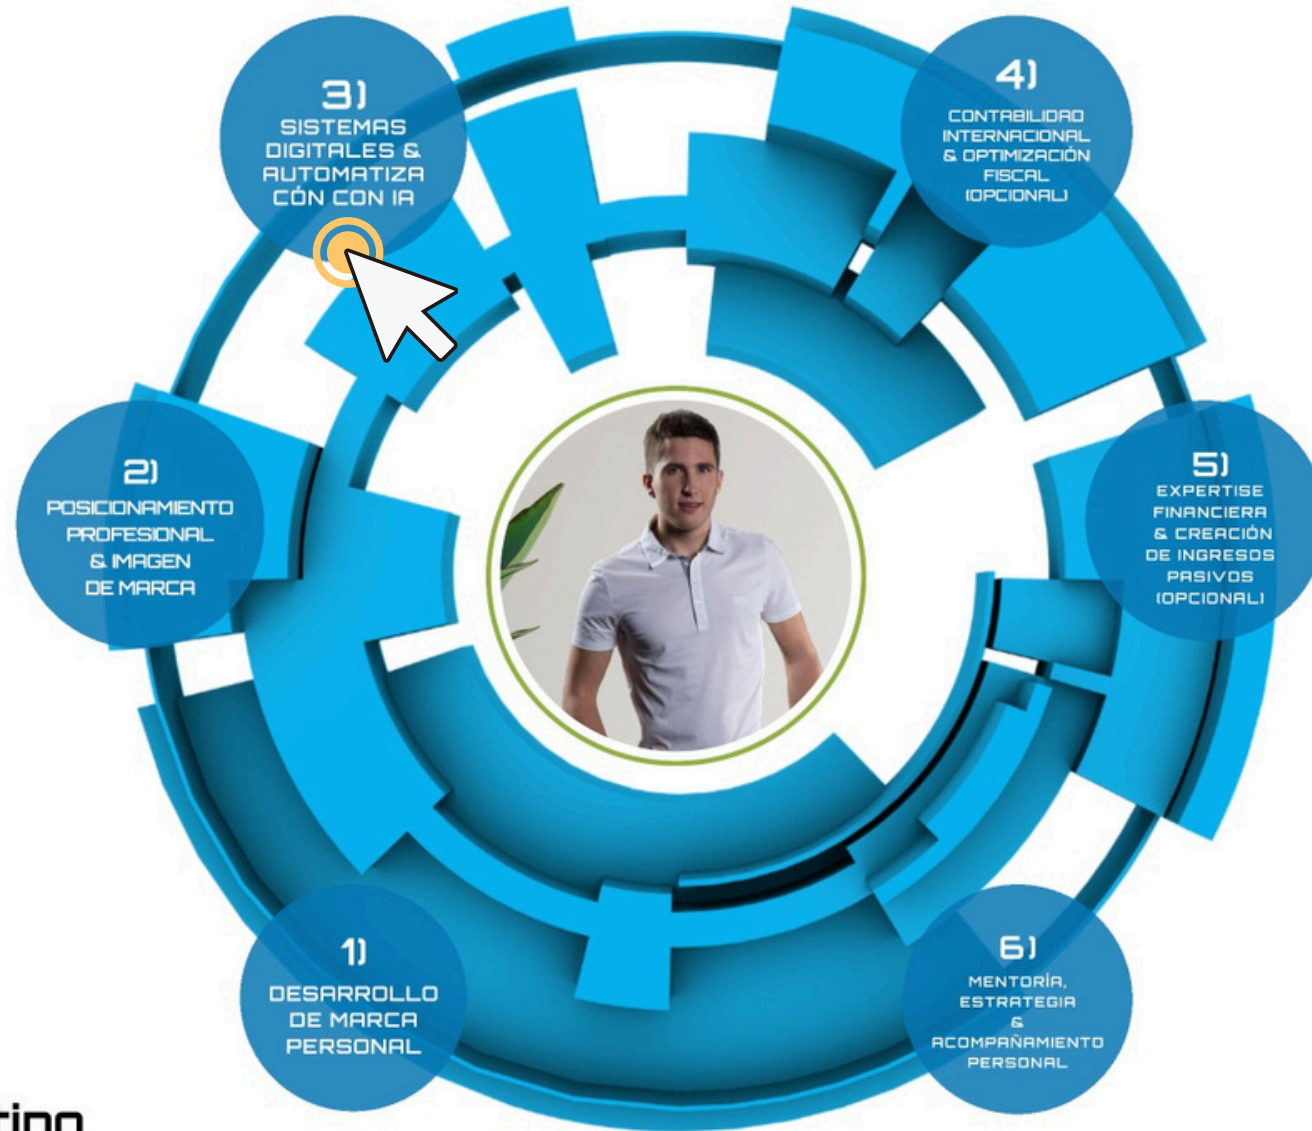 3)
SISTEMAS
DIGITALES &
AUTOMATIZA
CÓN CON IA
4)
CONTABILIDAD
INTERNACIONAL
& OPTIMIZACIÓN
FISCAL
(OPCIONAL)
2)
POSICIONAMIENTO
PROFESIONAL
& IMAGEN
DE MARCA
5)
EXPERTISE
FINANCIERA
& CREACIÓN
DE INGRESOS
PASIVOS
(OPCIONAL)
1)
DESARROLLO
DE MARCA
PERSONAL
6)
MENTORÍA,
ESTRATEGIA
&
ACOMPAÑAMIENTO
PERSONAL